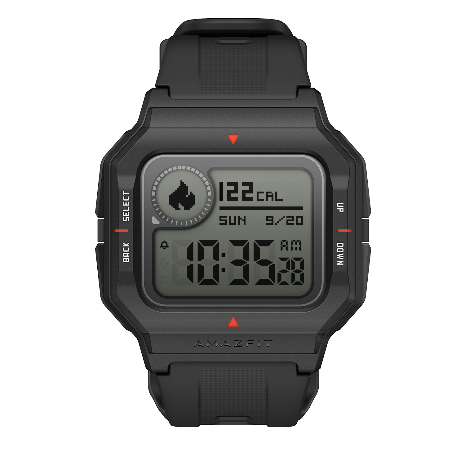 122 CAL
SUN 9/20
10:35 28 AM
SELECT
BACK
UP
DOWN
AMAZFIT